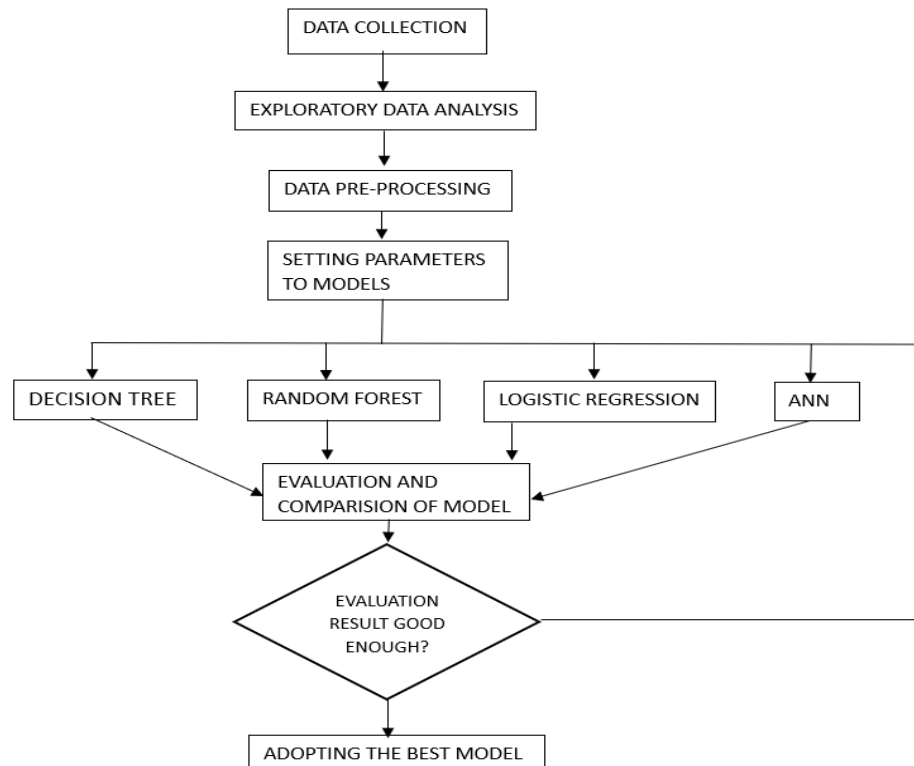 DATA COLLECTION
EXPLORATORY DATA ANALYSIS
DATA PRE-PROCESSING
SETTING PARAMETERS
TO MODELS
DECISION TREE
RANDOM FOREST
LOGISTIC REGRESSION
ANN
EVALUATION AND
COMPARISION OF MODEL
EVALUATION
RESULT GOOD
ENOUGH?
ADOPTING THE BEST MODEL